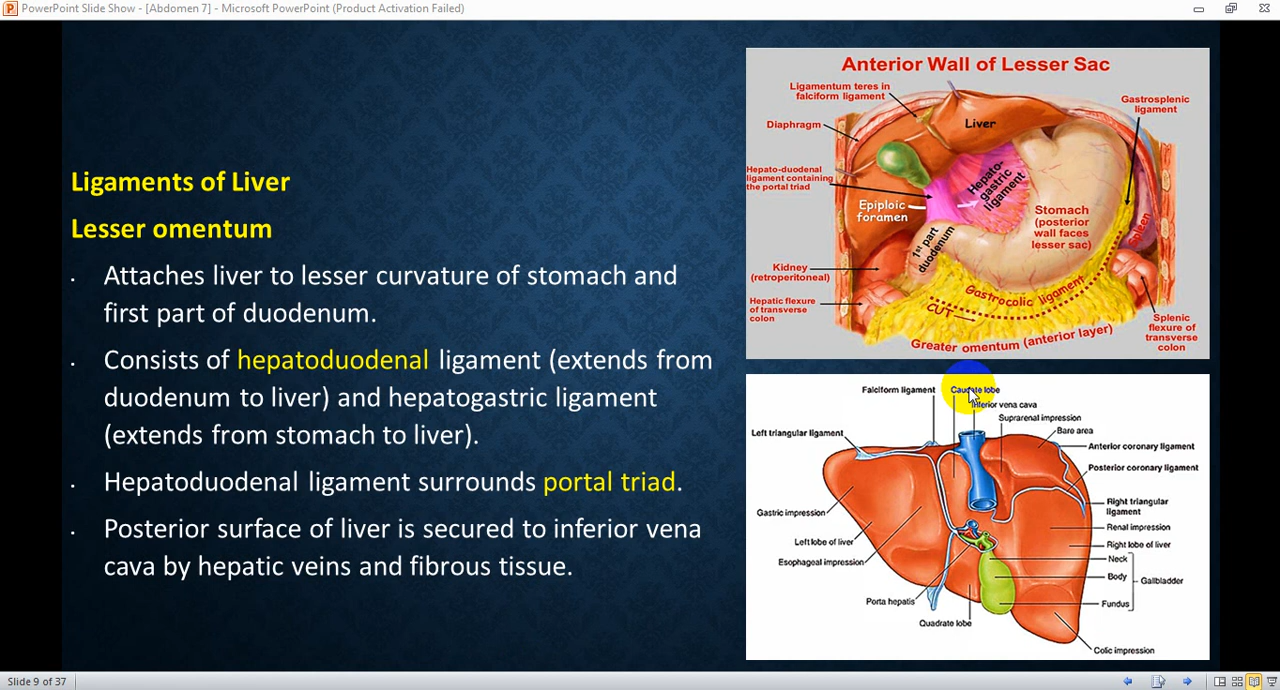 PowerPoint Slide Show - [Abdomen 7] - Microsoft PowerPoint (Product Activation Failed)
Ligaments of Liver
Lesser omentum
Attaches liver to lesser curvature of stomach and
first part of duodenum.
Consists of hepatoduodenal ligament (extends from
duodenum to liver) and hepatogastric ligament
(extends from stomach to liver).
Hepatoduodenal ligament surrounds portal triad.
Posterior surface of liver is secured to inferior vena
cava by hepatic veins and fibrous tissue.
Anterior Wall of Lesser Sac
Ligamentum teres in
falciform ligament
Gastrosplenic
ligament
Diaphragm
Liver
Hepato-duodenal
ligament containing
the portal triad
Hepato-
gastric
ligament
Epiploic
foramen
Stomach
(posterior
wall faces
lesser sac)
Spleen
1st part
duodenum
Kidney
(retroperitoneal)
Gastrocolic ligament
Hepatic flexure
of transverse
colon
CUT
Splenic
flexure of
transverse
colon
Greater omentum (anterior layer)
Falciform ligament
Caudate lobe
Inferior vena cava
Suprarenal impression
Bare area
Left triangular ligament
Anterior coronary ligament
Posterior coronary ligament
Right triangular
ligament
Gastric impression
Renal impression
Left lobe of liver
Right lobe of liver
Esophageal impression
Neck
Body
Gallbladder
Porta hepatis
Fundus
Quadrate lobe
Colic impression
Slide 9 of 37